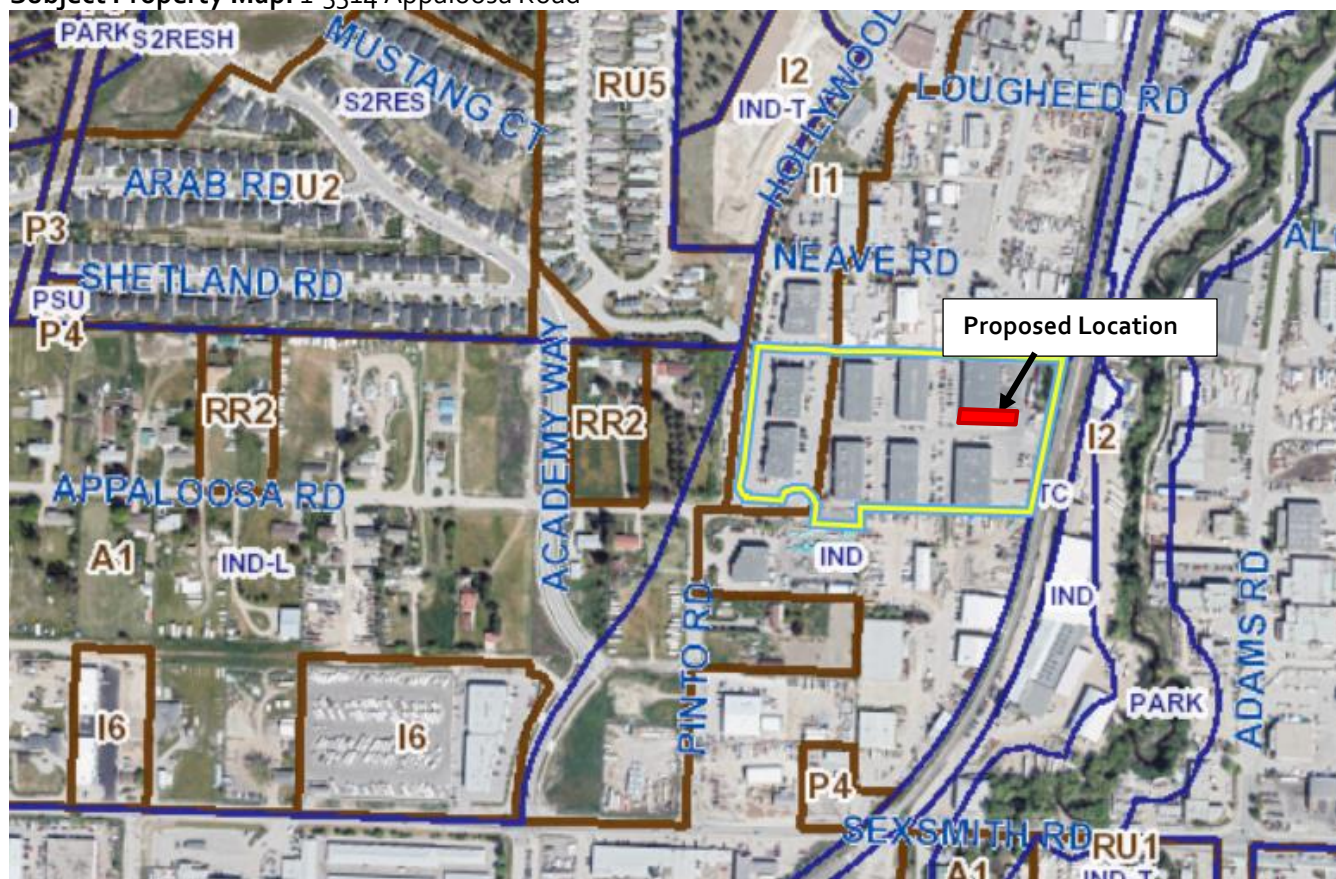 Subject Property Map: 1-3314 Appaloosa Road
PARK
S2RESH
MUSTANG CT
S2RES
RU5
I2
IND-T
HOLLYWOOD
LOUGHEED RD
ARAB RD
U2
I1
P3
SHETLAND RD
NEAVE RD
AL
PSU
P4
Proposed Location
ACADEMY WAY
RR2
RR2
I2
APPALOOSA RD
TC
A1
IND-L
IND
IND
PINTO RD
ADAMS RD
PARK
I6
I6
P4
SEXSMITH RD
RU1
A1
IND-T